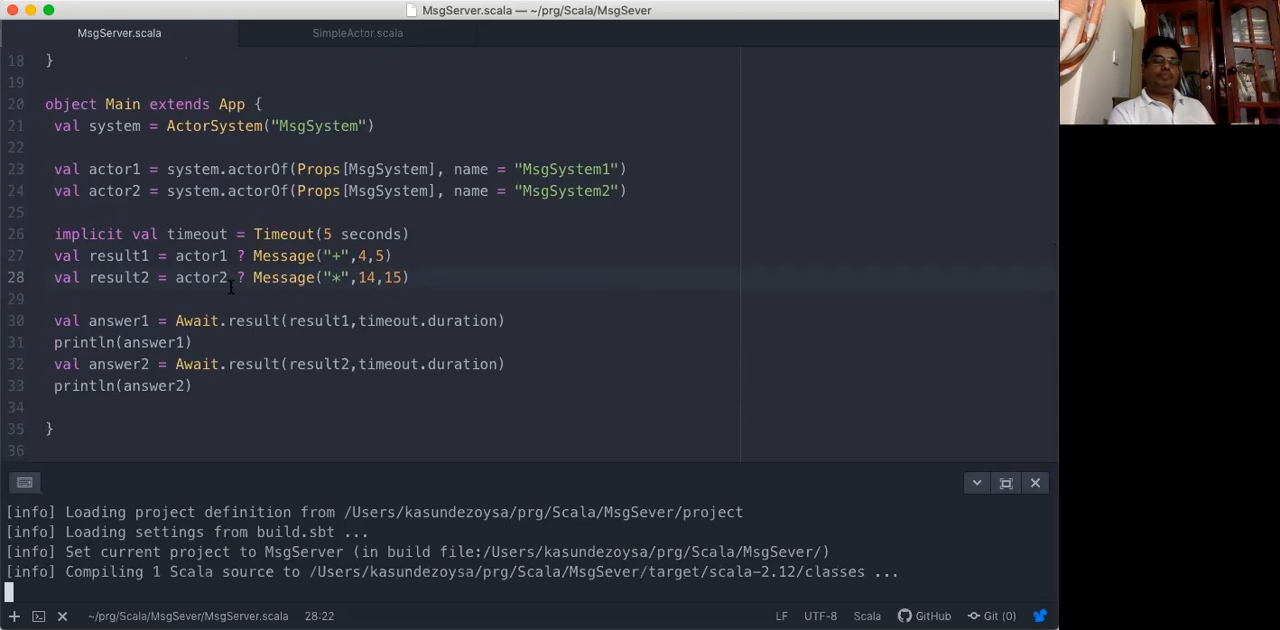 MsgServer.scala — ~/prg/Scala/MsgSever
MsgServer.scala
SimpleActor.scala
18 }
19
20 object Main extends App {
21 val system = ActorSystem("MsgSystem")
22
23 val actor1 = system.actorOf(Props[MsgSystem], name = "MsgSystem1")
24 val actor2 = system.actorOf(Props[MsgSystem], name = "MsgSystem2")
25
26 implicit val timeout = Timeout(5 seconds)
27 val result1 = actor1 ? Message("+",4,5)
28 val result2 = actor2 ? Message("*",14,15)
29
30 val answer1 = Await.result(result1,timeout.duration)
31 println(answer1)
32 val answer2 = Await.result(result2,timeout.duration)
33 println(answer2)
34
35 }
36
[info] Loading project definition from /Users/kasundezoysa/prg/Scala/MsgSever/project
[info] Loading settings from build.sbt ...
[info] Set current project to MsgServer (in build file:/Users/kasundezoysa/prg/Scala/MsgSever/)
[info] Compiling 1 Scala source to /Users/kasundezoysa/prg/Scala/MsgSever/target/scala-2.12/classes ...
~/prg/Scala/MsgSever/MsgServer.scala 28:22 LF UTF-8 Scala GitHub Git (0)